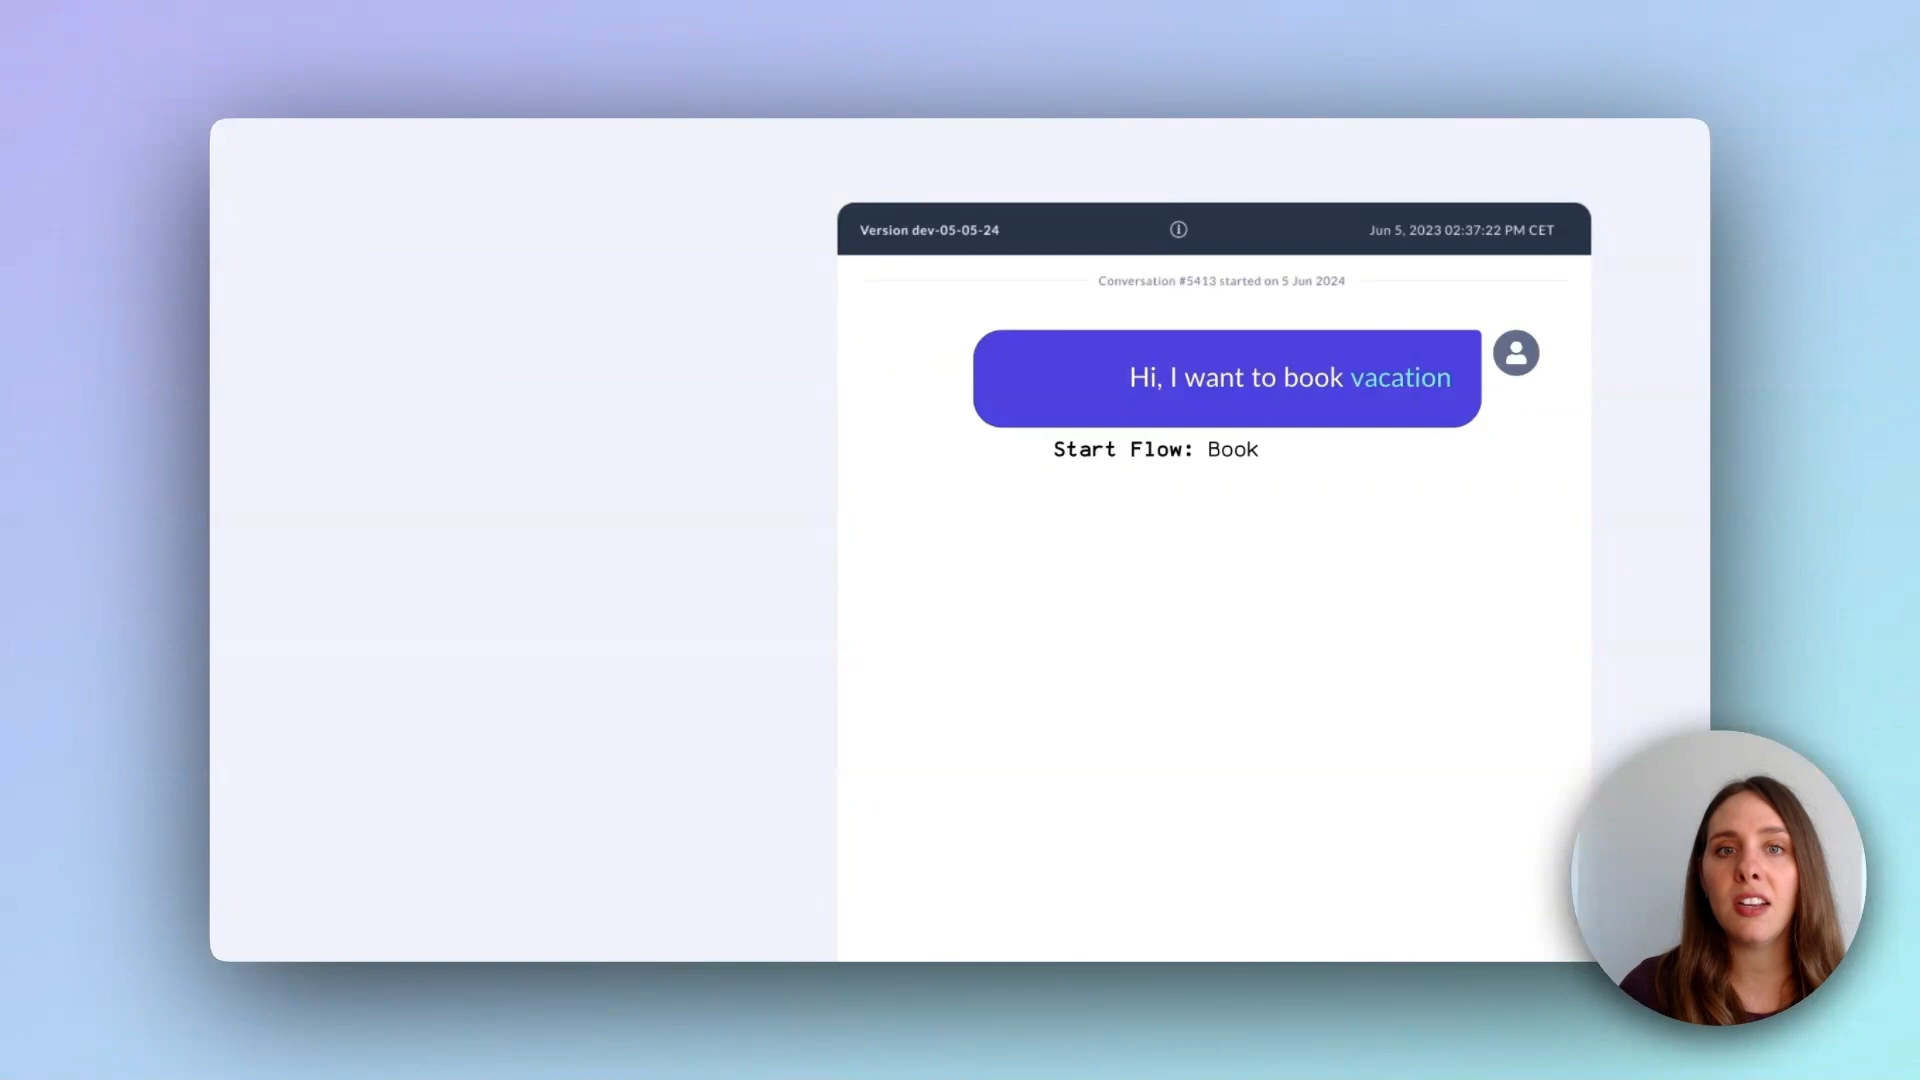 Version dev-05-05-24
Jun 5, 2023 02:37:22 PM CET
Conversation #5413 started on 5 Jun 2024
Hi, I want to book vacation
Start Flow: Book